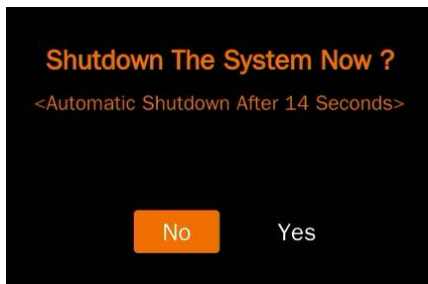 Shutdown The System Now ?
<Automatic Shutdown After 14 Seconds>
No Yes